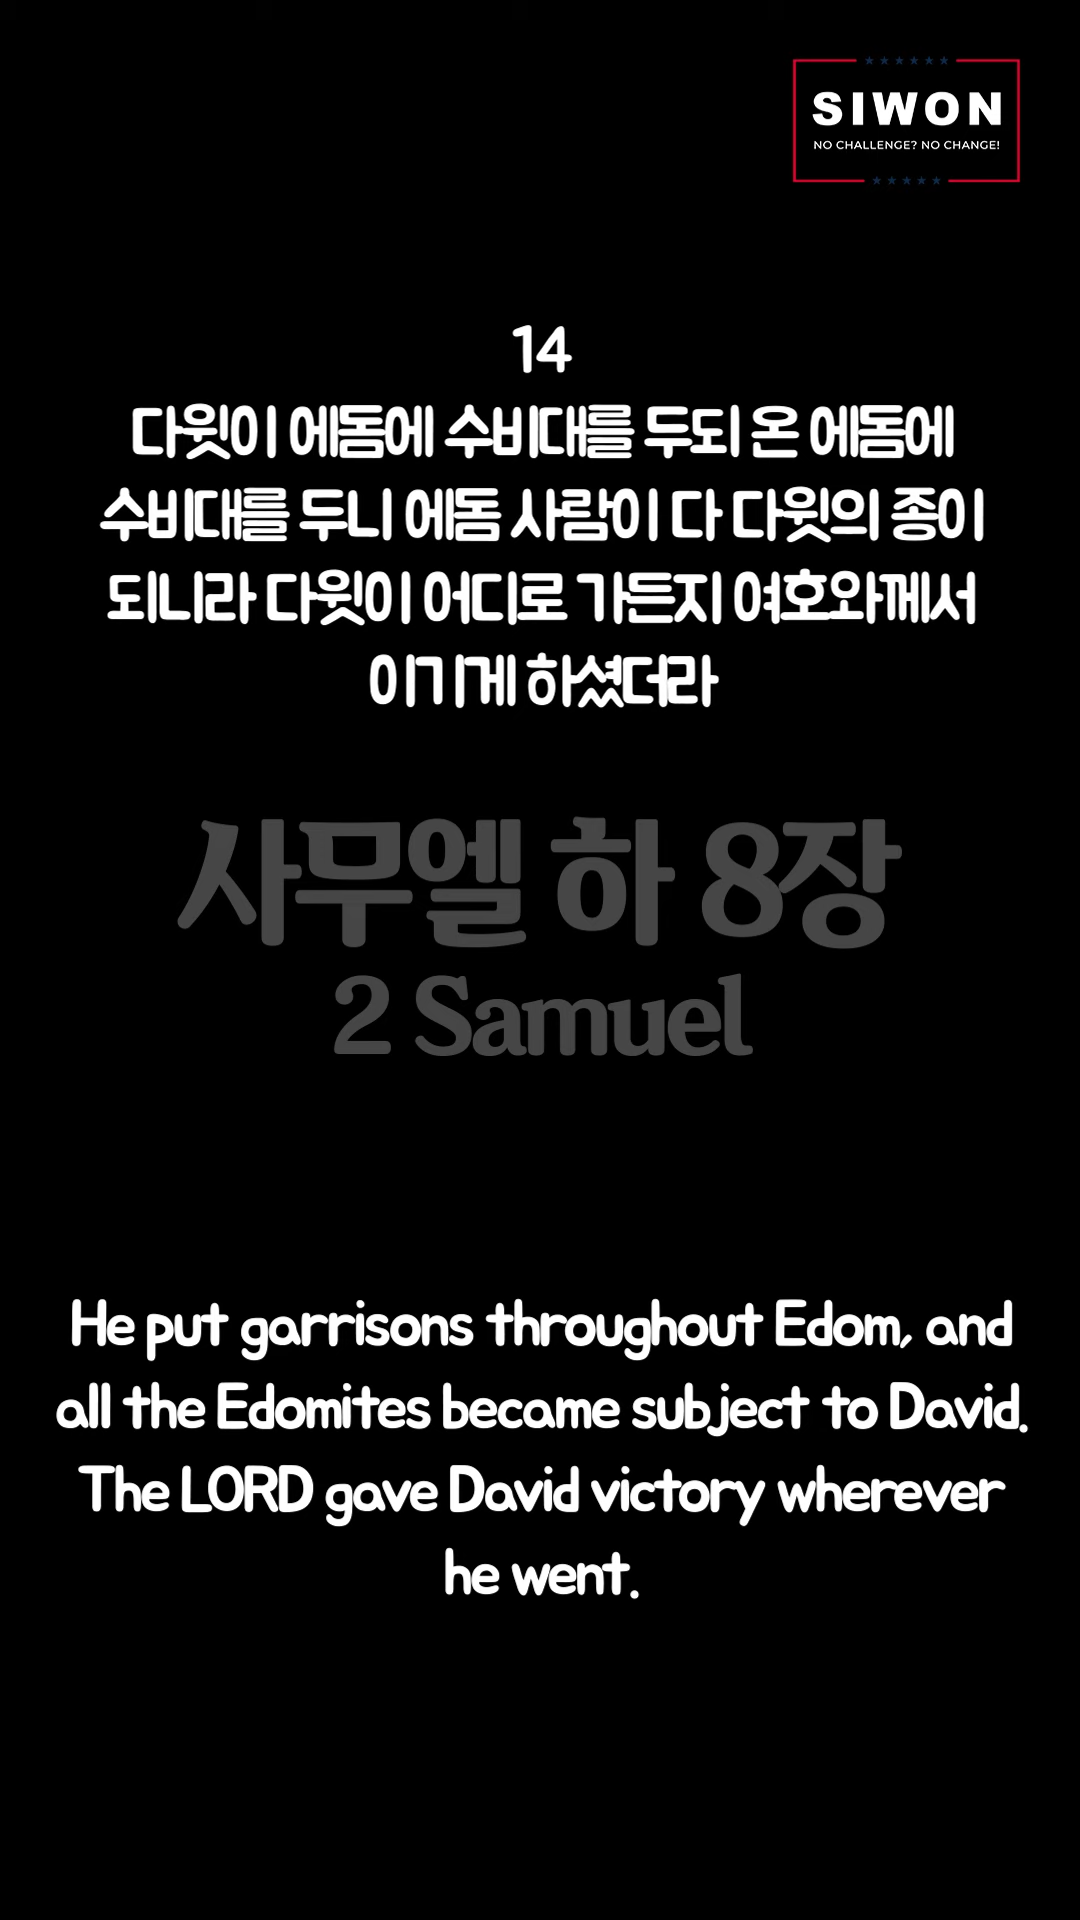 SIWON
NO CHALLENGE? NO CHANGE!
14
다윗이 에돔에 수비대를 두되 온 에돔에
수비대를 두니 에돔 사람이 다 다윗의 종이
되니라 다윗이 어디로 가든지 여호와께서
이기게 하셨더라
사무엘 하 8장
2 Samuel
He put garrisons throughout Edom, and
all the Edomites became subject to David.
The LORD gave David victory wherever
he went.